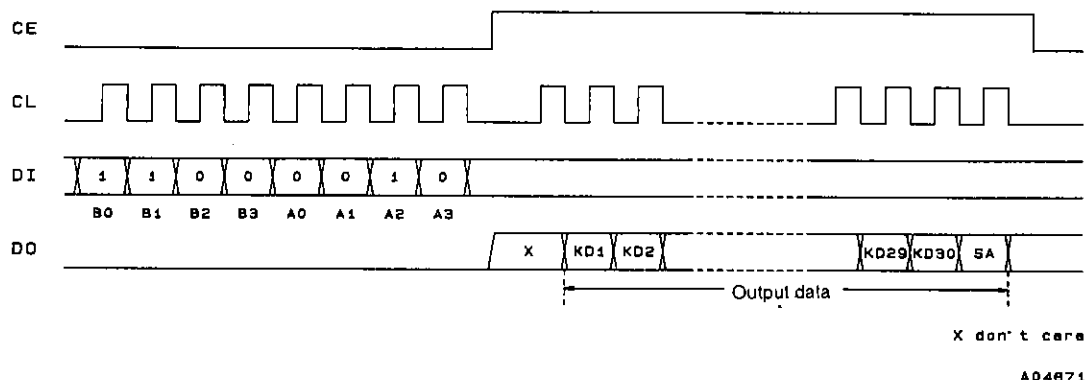 CE
CL
DI 1 1 0 0 0 0 1 0
B0 B1 B2 B3 A0 A1 A2 A3
DO X KD1 KD2 KD29 KD30 SA
Output data
X don't care
A04671